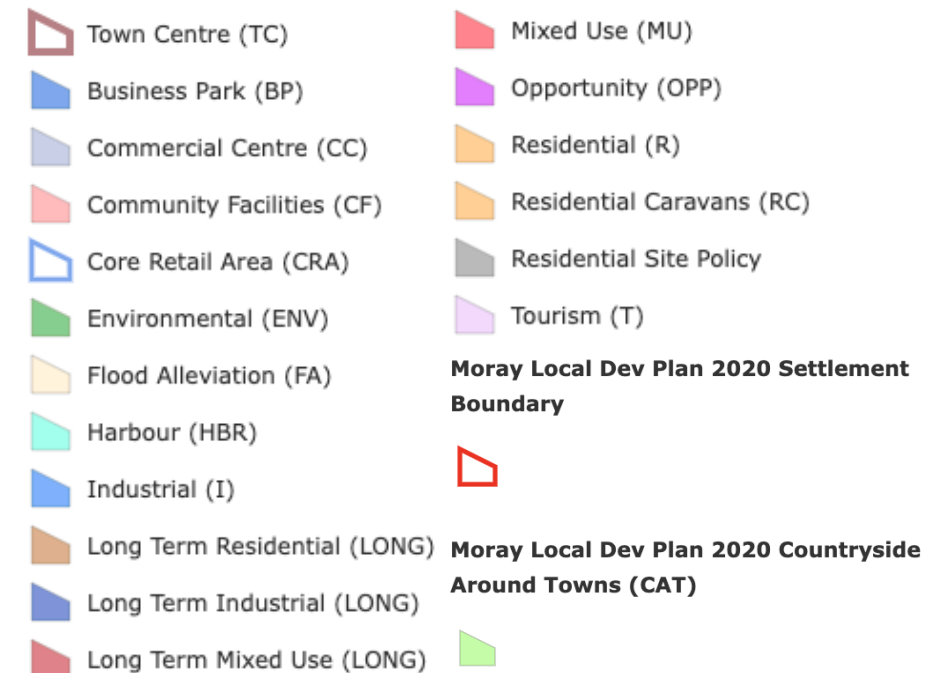 Town Centre (TC)
Business Park (BP)
Commercial Centre (CC)
Community Facilities (CF)
Core Retail Area (CRA)
Environmental (ENV)
Flood Alleviation (FA)
Harbour (HBR)
Industrial (I)
Long Term Residential (LONG)
Long Term Industrial (LONG)
Long Term Mixed Use (LONG)
Mixed Use (MU)
Opportunity (OPP)
Residential (R)
Residential Caravans (RC)
Residential Site Policy
Tourism (T)
Moray Local Dev Plan 2020 Settlement
Boundary
Moray Local Dev Plan 2020 Countryside
Around Towns (CAT)